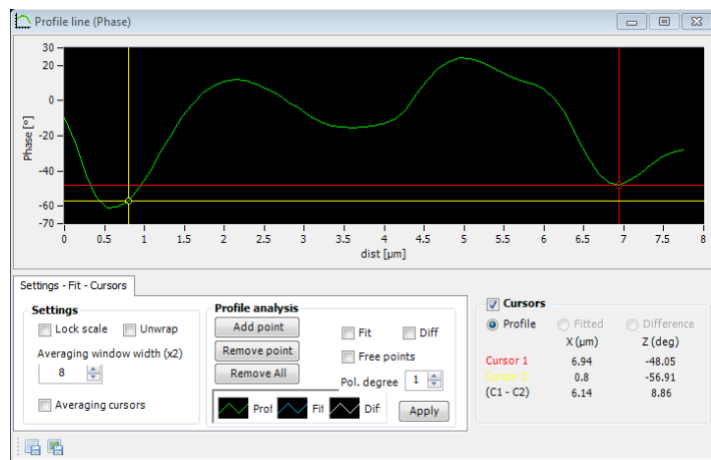 Profile line (Phase)
30
20
0
-20
-40
-60
-70
Phase [°]
0 0.5 1 1.5 2 2.5 3 3.5 4 4.5 5 5.5 6 6.5 7 7.5 8
dist [µm]
Settings - Fit - Cursors
Settings
Lock scale Unwrap
Averaging window width (x2)
8
Averaging cursors
Profile analysis
Add point
Remove point
Remove All
Fit Diff
Free points
Pol. degree 1
Prof Fit Dif
Apply
Cursors
Profile Fitted Difference
X (µm) Z (deg)
Cursor 1 6.94 -48.05
Cursor 2 0.8 -56.91
(C1 - C2) 6.14 8.86